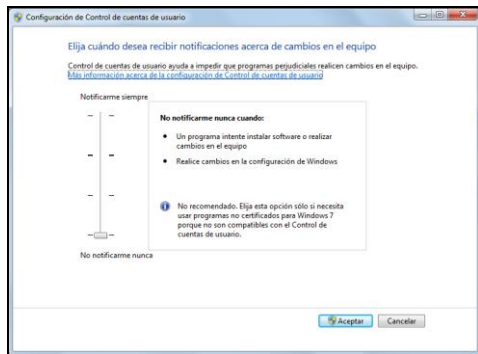 Configuración de Control de cuentas de usuario
Elija cuándo desea recibir notificaciones acerca de cambios en el equipo
Control de cuentas de usuario ayuda a impedir que programas perjudiciales realicen cambios en el equipo.
Más información acerca de la configuración de Control de cuentas de usuario
Notificarme siempre
No notificarme nunca cuando:
Un programa intente instalar software o realizar
cambios en el equipo
Realice cambios en la configuración de Windows
No recomendado. Elija esta opción sólo si necesita
usar programas no certificados para Windows 7
porque no son compatibles con el Control de
cuentas de usuario.
No notificarme nunca
Aceptar
Cancelar